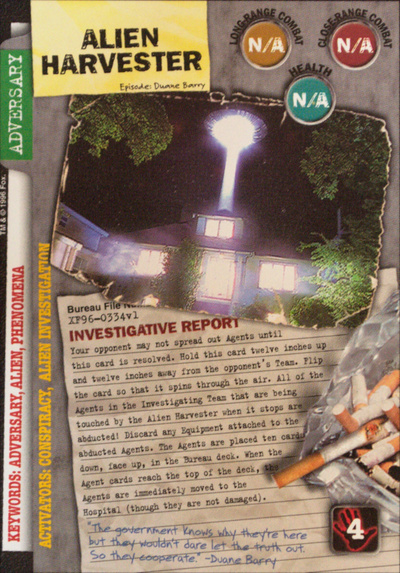 ALIEN
HARVESTER
Episode: Duane Barry
LONG-RANGE COMBAT
N/A
CLOSE-RANGE COMBAT
N/A
HEALTH
N/A
ADVERSARY
TM & © 1996 Fox.
KEYWORDS: ADVERSARY, ALIEN, PHENOMENA
ACTIVATORS: CONSPIRACY, ALIEN INVESTIGATION
Bureau File
XF96-0334v1
INVESTIGATIVE REPORT
Your opponent may not spread out Agents until
this card is resolved. Hold this card twelve inches up
and twelve inches away from the opponent's Team. Flip
the card so that it spins through the air. All of the
Agents in the Investigating Team that are being
touched by the Alien Harvester when it stops are
abducted! Discard any Equipment attached to the
abducted Agents. The Agents are placed ten cards
down, face up, in the Bureau deck. When the
Agent cards reach the top of the deck, the
Agents are immediately moved to the
Hospital (though they are not damaged).
"The government knows why they're here
but they wouldn't dare let the truth out.
So they cooperate." -Duane Barry
4